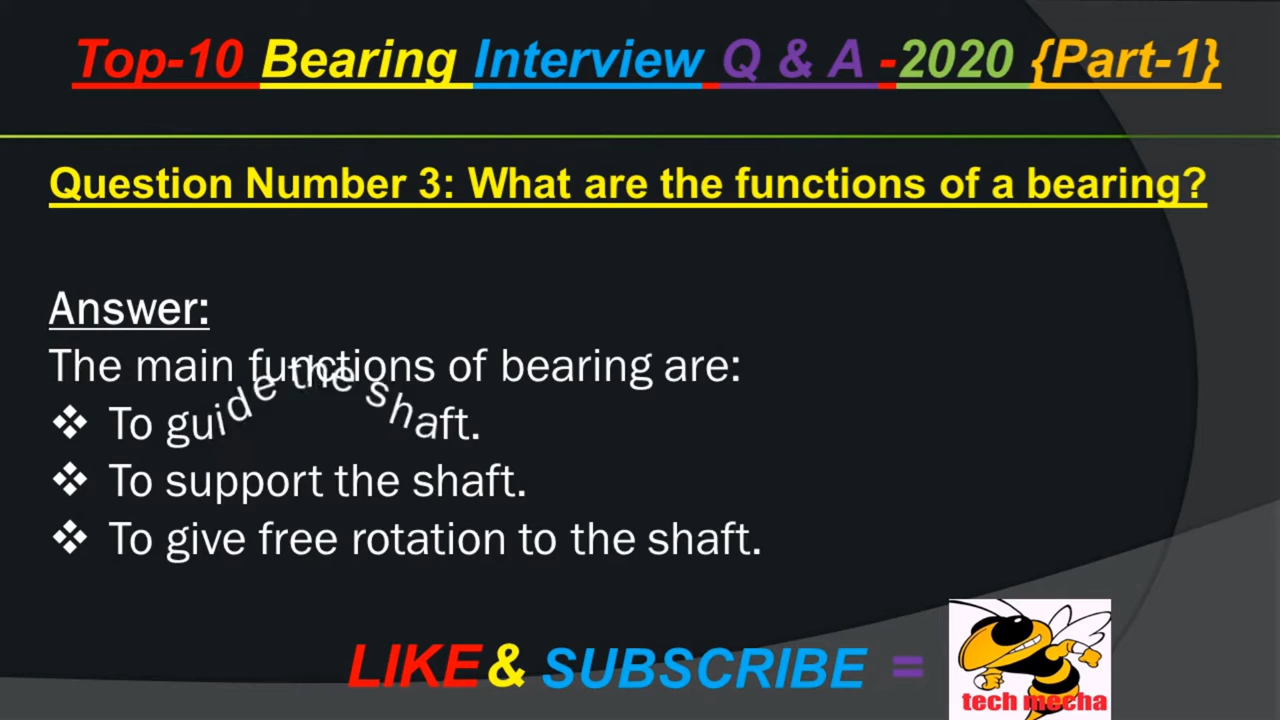 Top-10 Bearing Interview Q & A -2020 {Part-1}
Question Number 3: What are the functions of a bearing?
Answer:
The main functions of bearing are:
❖ To guide the shaft.
❖ To support the shaft.
❖ To give free rotation to the shaft.
LIKE & SUBSCRIBE =
tech mecha